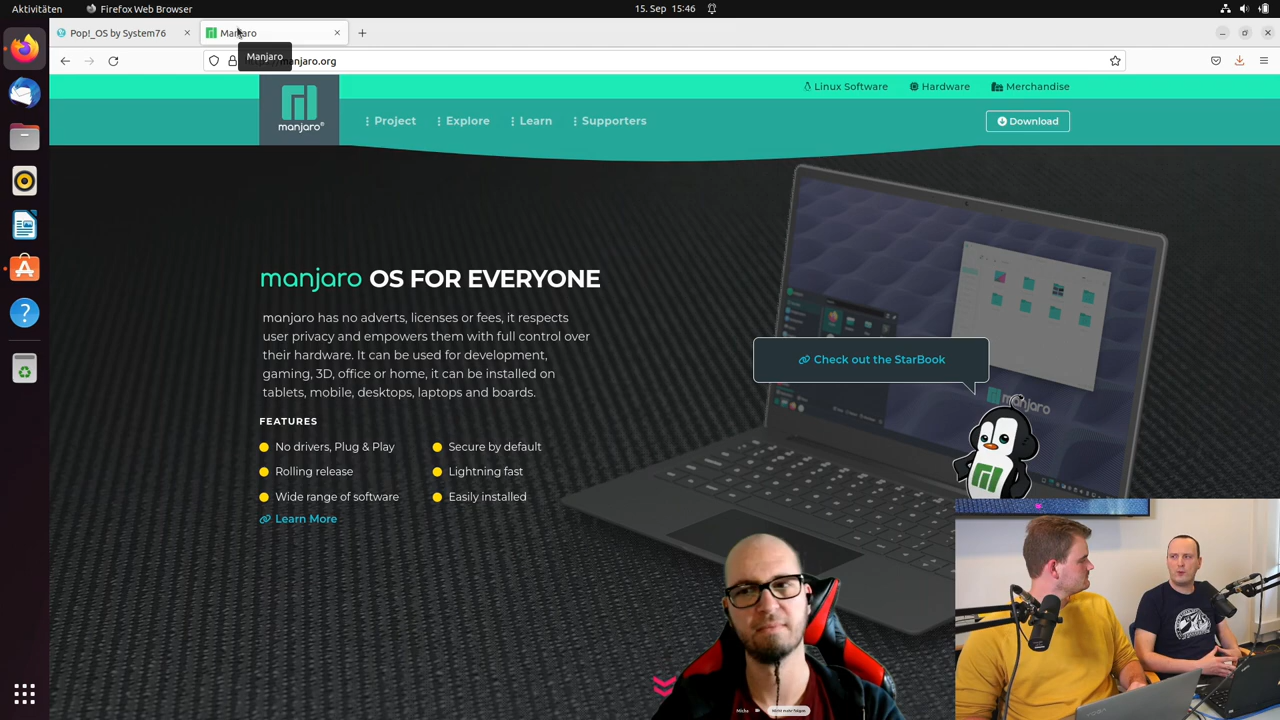 Aktivitäten
Firefox Web Browser
15. Sep 15:46
Pop!_OS by System76
Manjaro
Manjaro
manjaro.org
Linux Software
Hardware
Merchandise
manjaro
Project
Explore
Learn
Supporters
Download
manjaro OS FOR EVERYONE
manjaro has no adverts, licenses or fees, it respects
user privacy and empowers them with full control over
their hardware. It can be used for development,
gaming, 3D, office or home, it can be installed on
tablets, mobile, desktops, laptops and boards.
Check out the StarBook
manjaro
FEATURES
No drivers, Plug & Play
Secure by default
Rolling release
Lightning fast
Wide range of software
Easily installed
Learn More